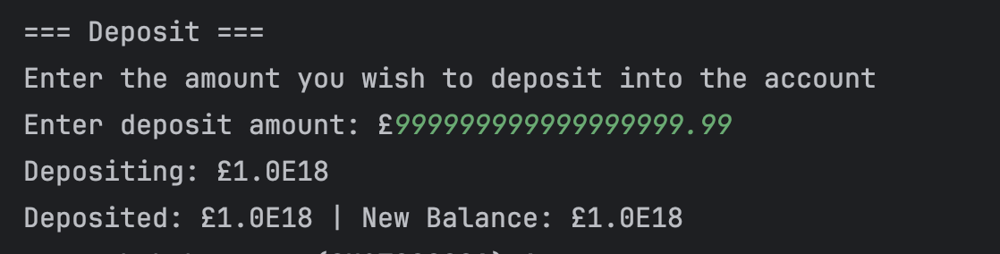 === Deposit ===
Enter the amount you wish to deposit into the account
Enter deposit amount: £999999999999999999.99
Depositing: £1.0E18
Deposited: £1.0E18 | New Balance: £1.0E18